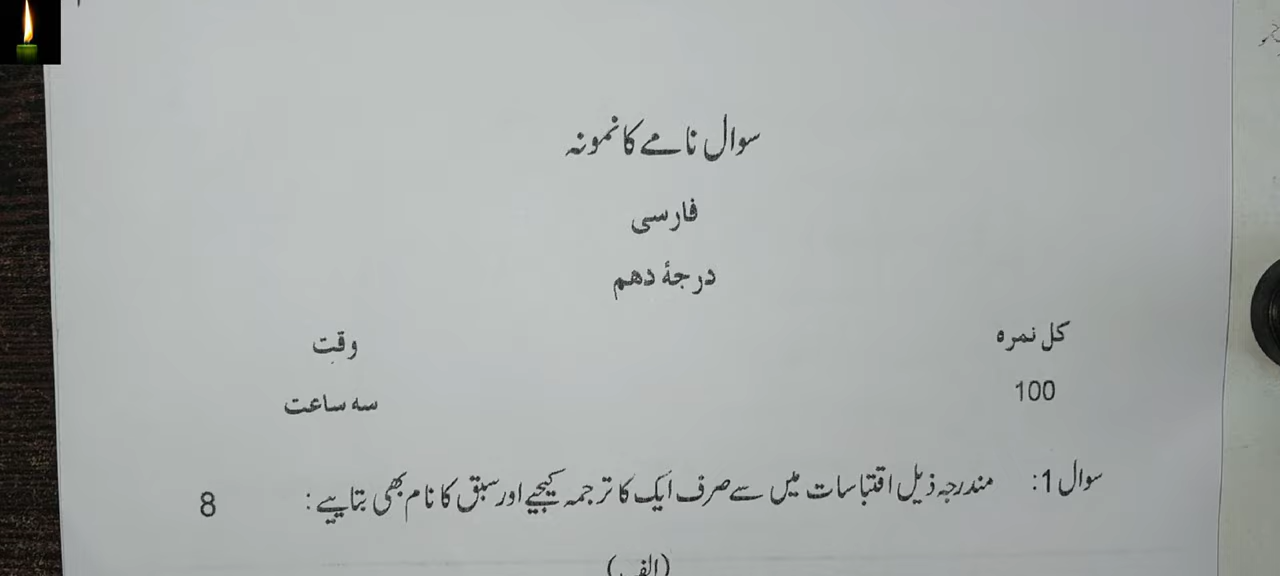 سوال نامے کا نمونہ
فارسی
درجۂ دھم
کل نمرہ وقت
100 سہ ساعت
سوال 1: مندرجہ ذیل اقتباسات میں سے صرف ایک کا ترجمہ کیجیے اور سبق کا نام بھی بتایئے : 8
(الف)